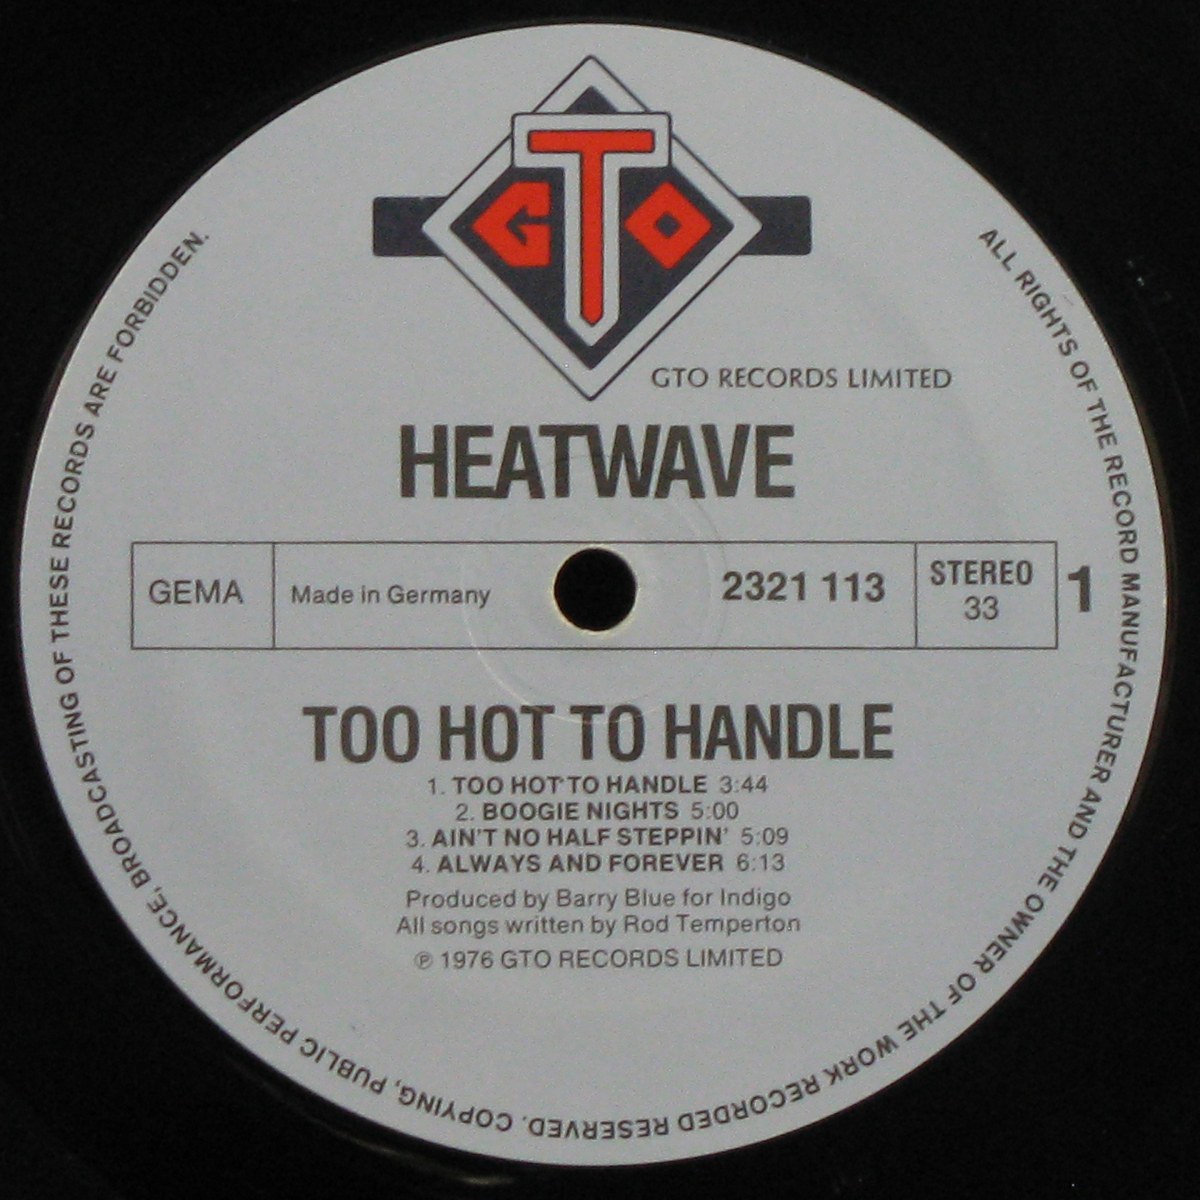 GTO
GTO RECORDS LIMITED
HEATWAVE
GEMA
Made in Germany
2321 113
STEREO
33
1
TOO HOT TO HANDLE
1. TOO HOT TO HANDLE 3:44
2. BOOGIE NIGHTS 5:00
3. AIN'T NO HALF STEPPIN' 5:09
4. ALWAYS AND FOREVER 6:13
Produced by Barry Blue for Indigo
All songs written by Rod Temperton
℗ 1976 GTO RECORDS LIMITED
ALL RIGHTS OF THE RECORD MANUFACTURER AND THE OWNER OF THE WORK RECORDED RESERVED. COPYING, PUBLIC PERFORMANCE, BROADCASTING OF THESE RECORDS ARE FORBIDDEN.